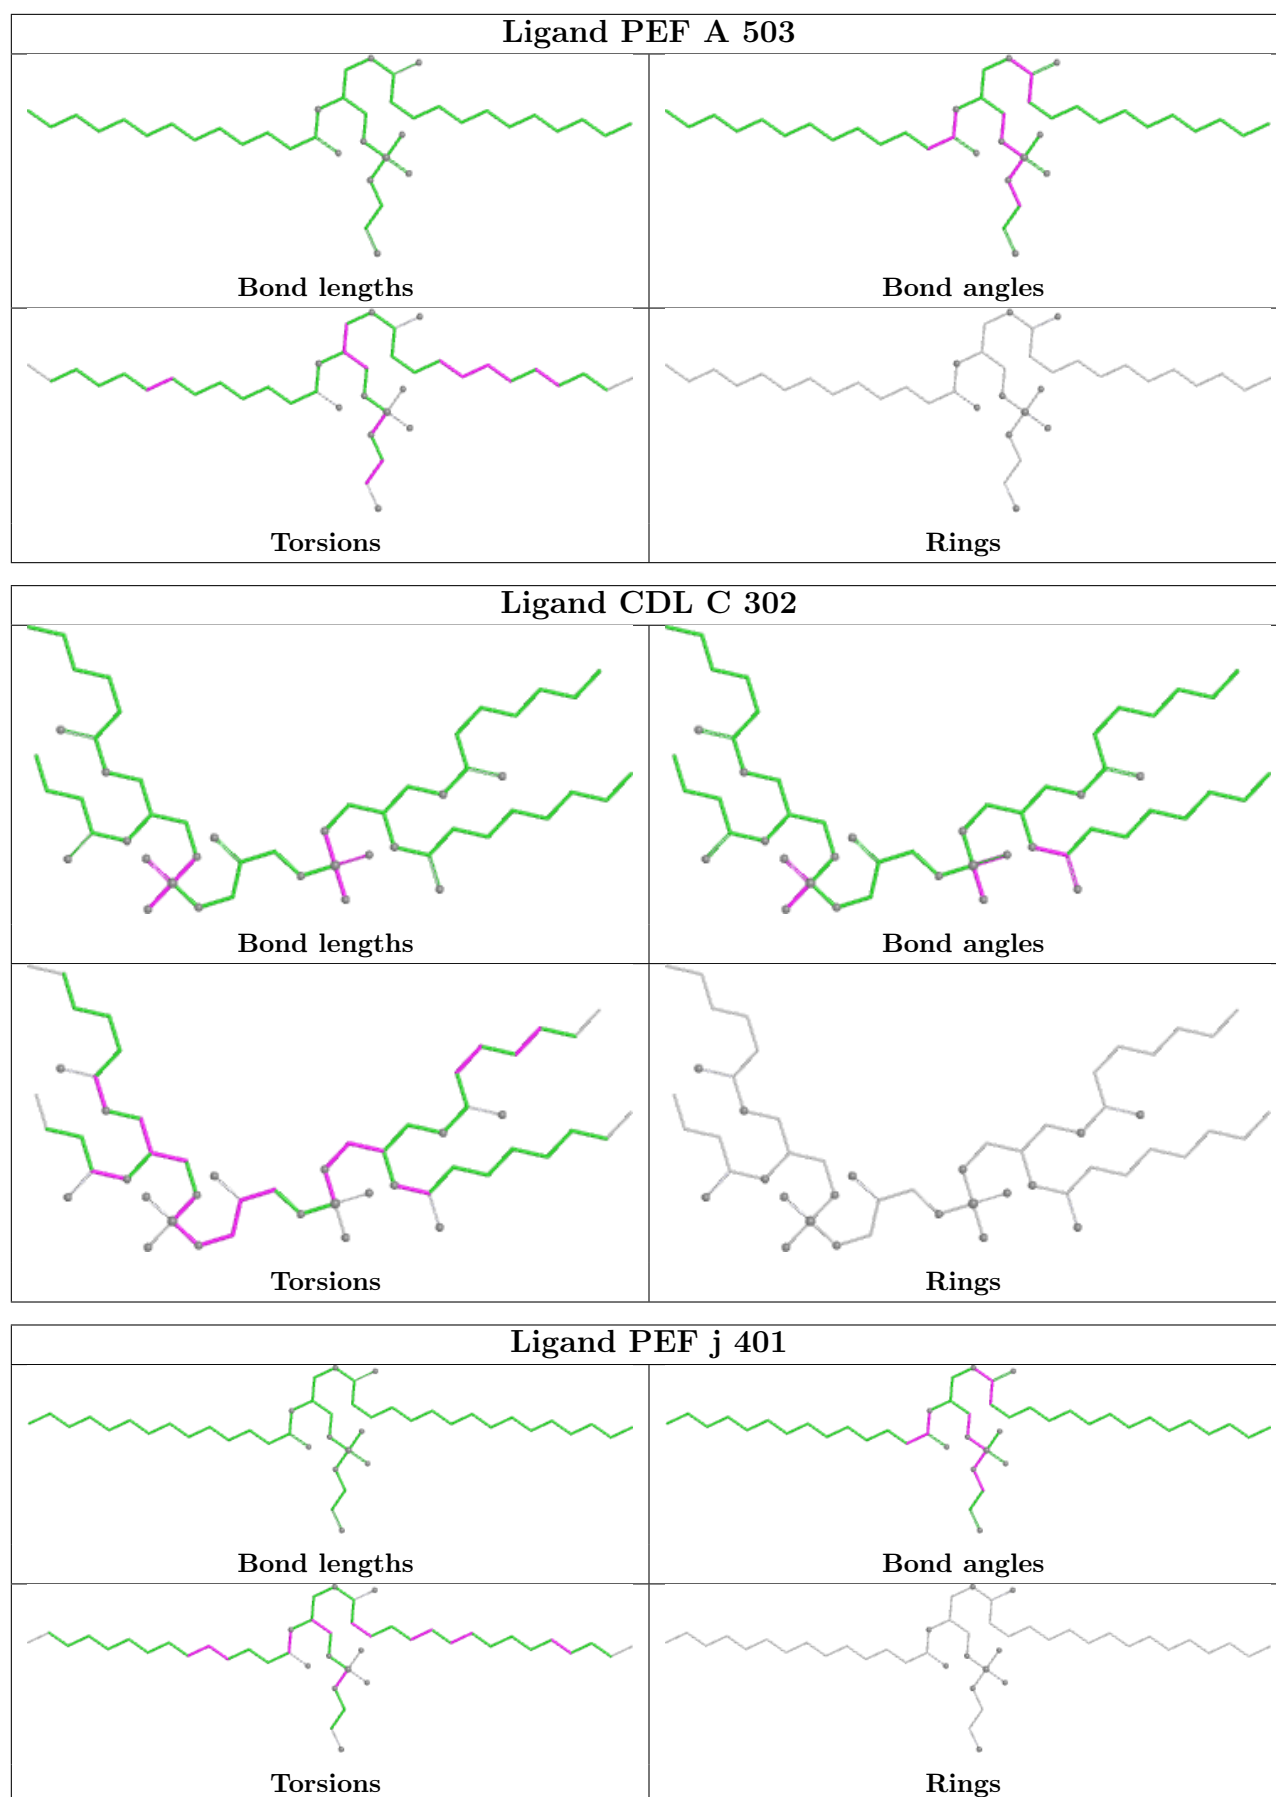 Ligand PEF A 503
Bond lengths
Bond angles
Torsions
Rings
Ligand CDL C 302
Bond lengths
Bond angles
Torsions
Rings
Ligand PEF j 401
Bond lengths
Bond angles
Torsions
Rings